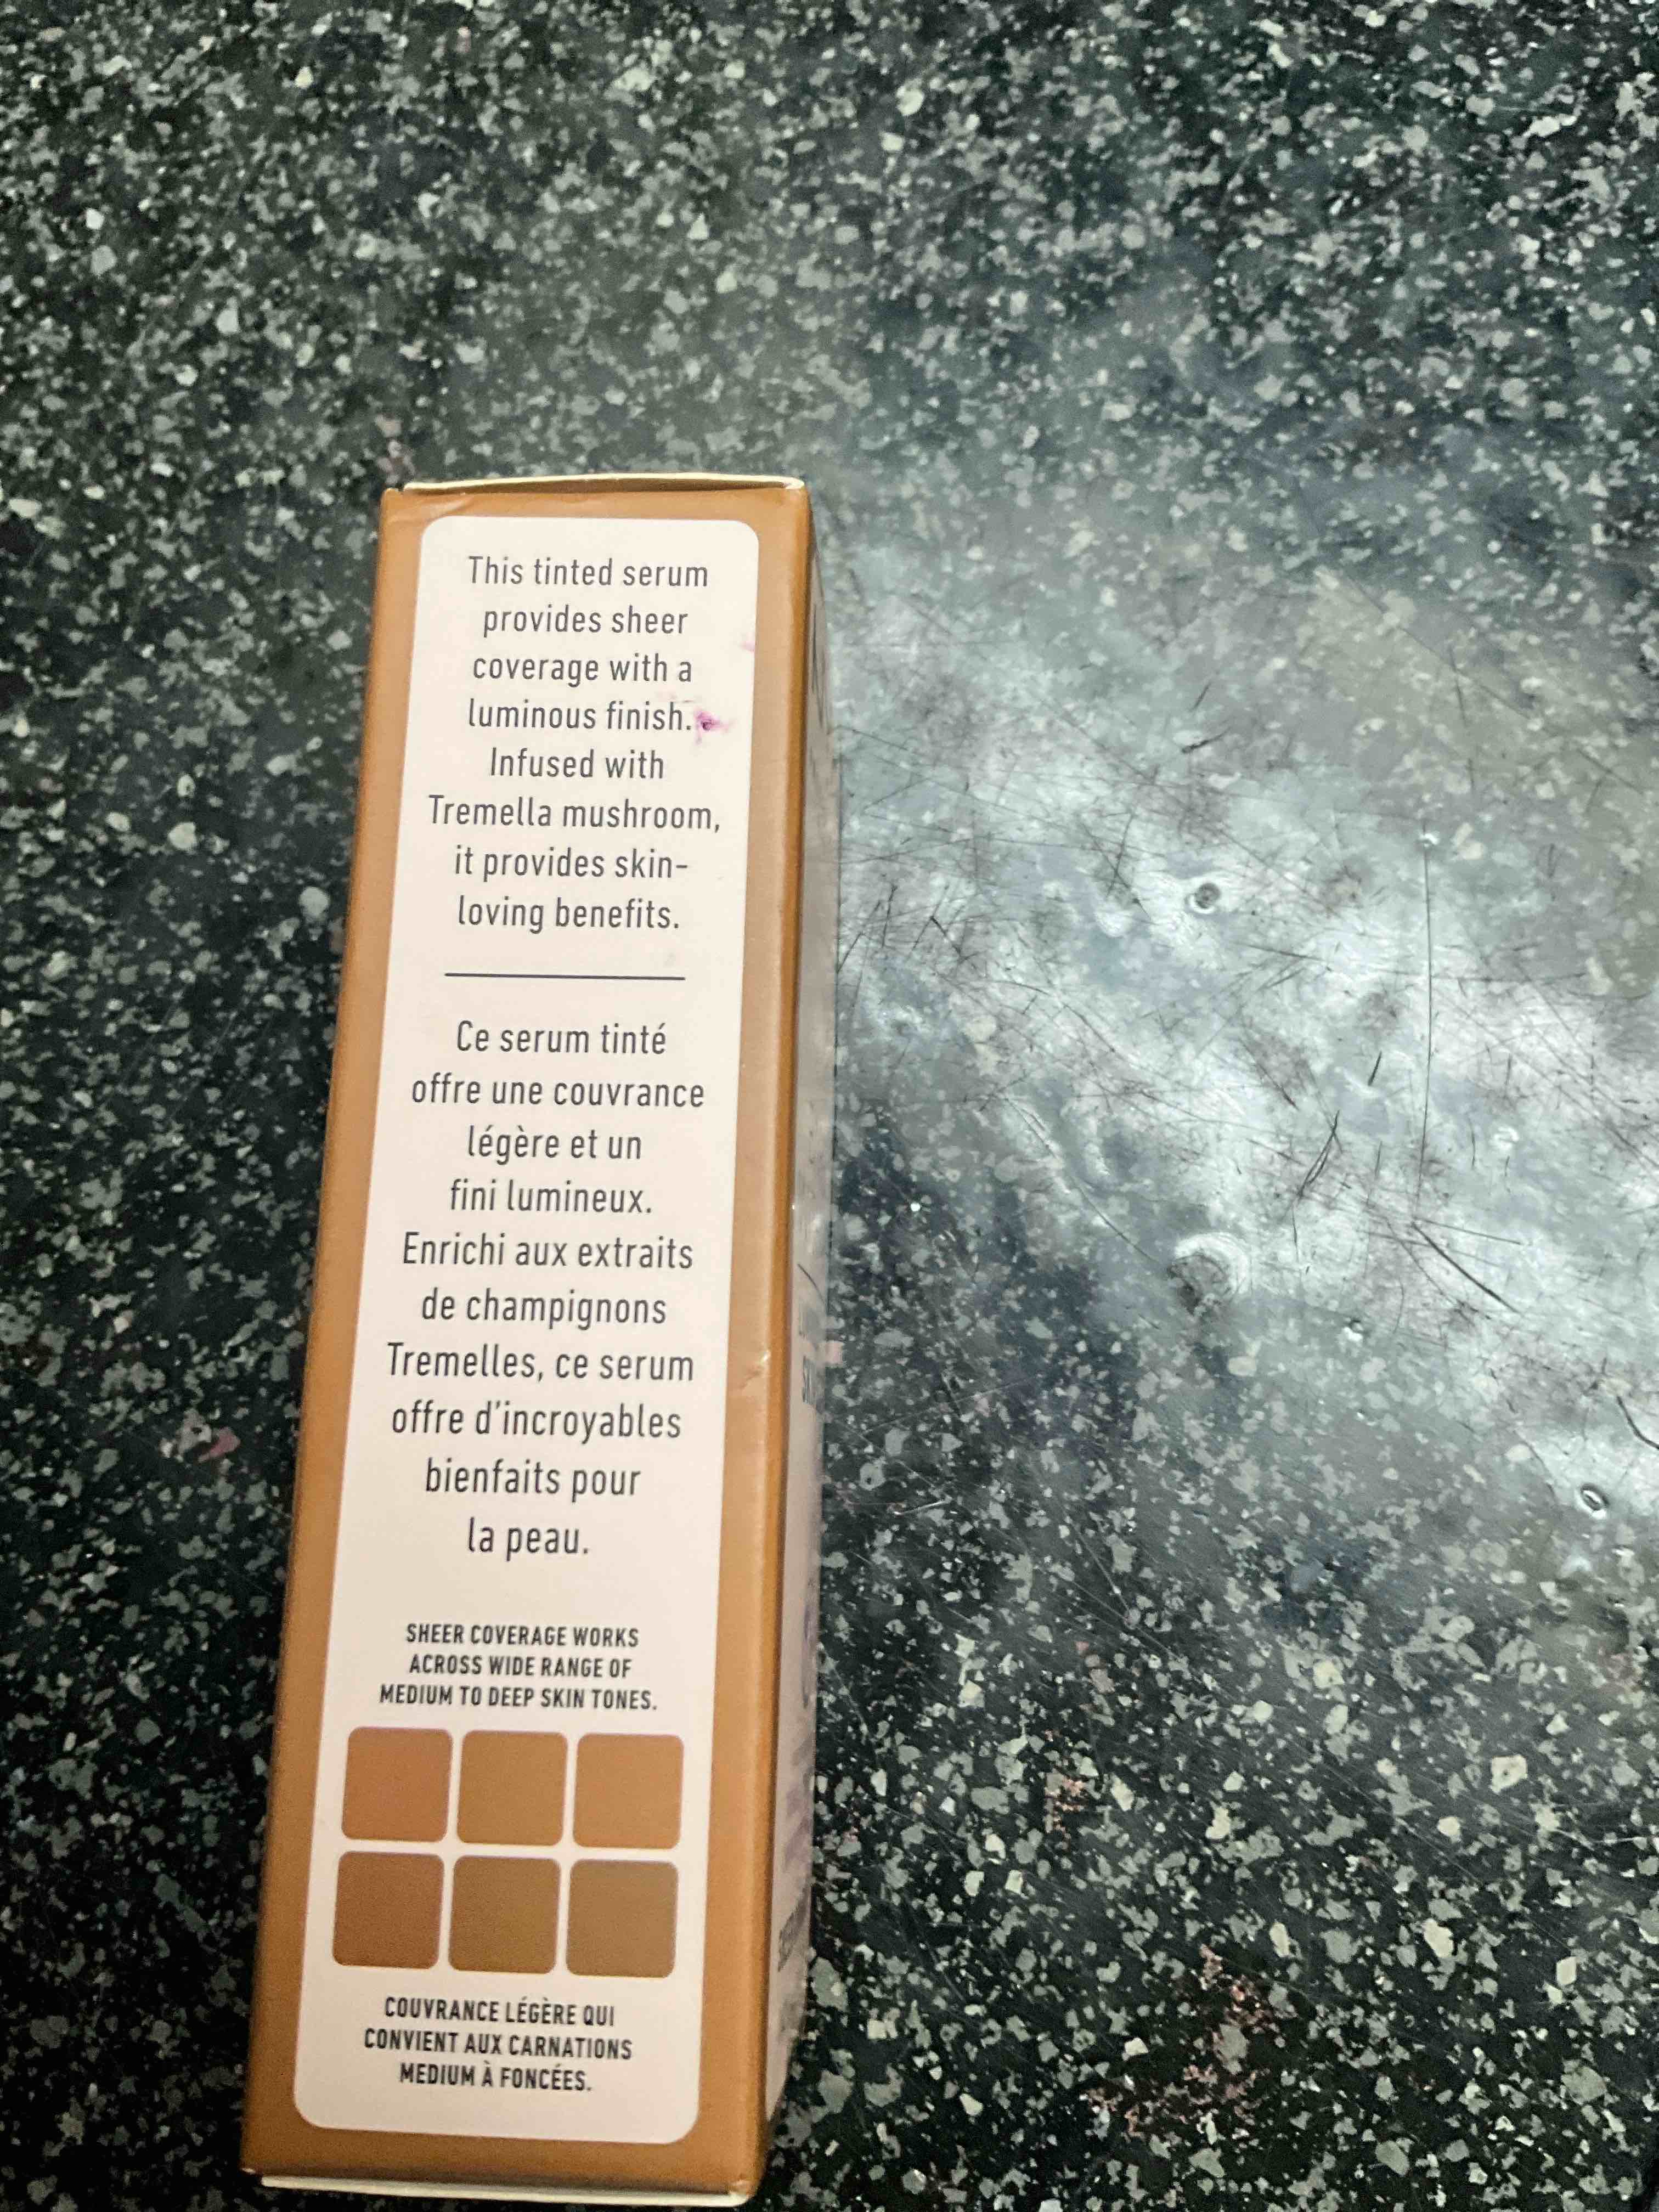 This tinted serum
provides sheer
coverage with a
luminous finish.
Infused with
Tremella mushroom,
it provides skin-
loving benefits.
Ce serum tinté
offre une couvrance
légère et un
fini lumineux.
Enrichi aux extraits
de champignons
Tremelles, ce serum
offre d'incroyables
bienfaits pour
la peau.
SHEER COVERAGE WORKS
ACROSS WIDE RANGE OF
MEDIUM TO DEEP SKIN TONES.
COUVRANCE LÉGÈRE QUI
CONVIENT AUX CARNATIONS
MEDIUM À FONCÉES.